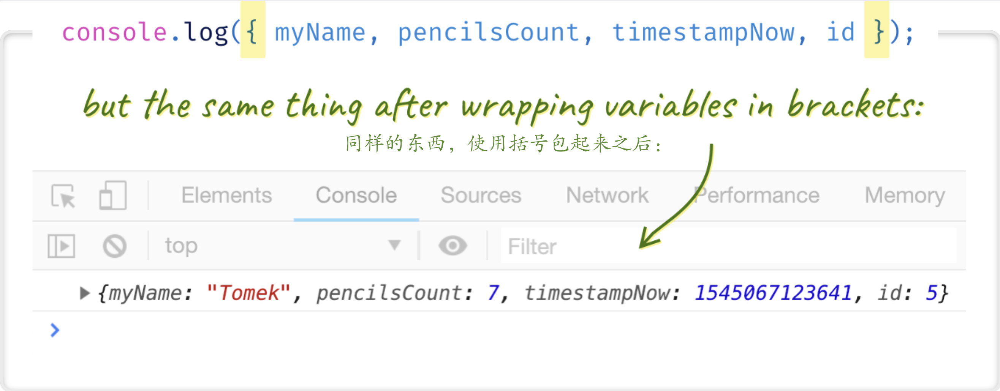 console.log({ myName, pencilsCount, timestampNow, id });
but the same thing after wrapping variables in brackets:
同样的东西，使用括号包起来之后：
Elements Console Sources Network Performance Memory
top Filter
{myName: "Tomek", pencilsCount: 7, timestampNow: 1545067123641, id: 5}